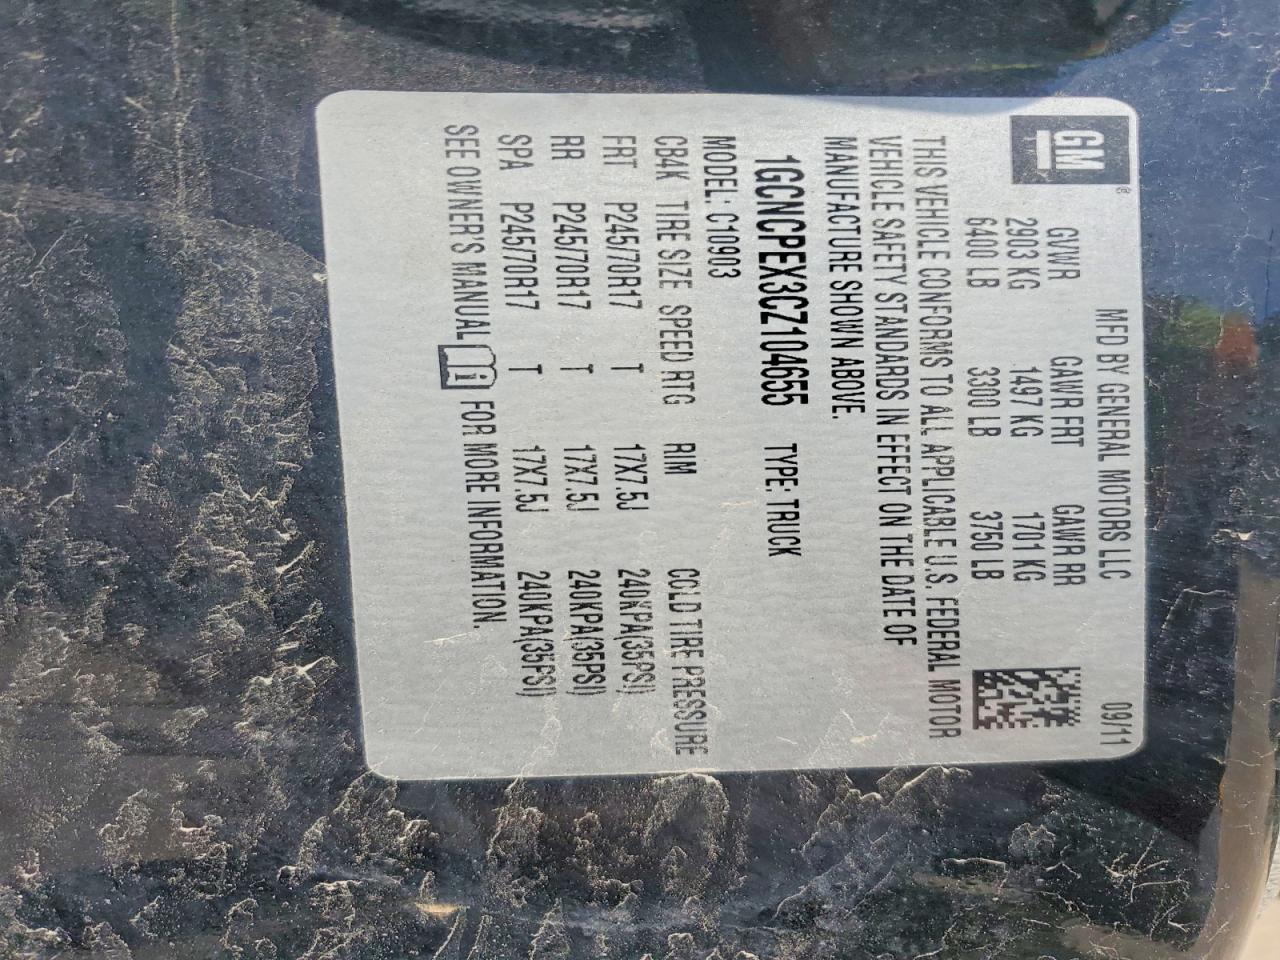 GM
®
MFD BY GENERAL MOTORS LLC 09/11
GVWR GAWR FRT GAWR RR
2903 KG 1497 KG 1701 KG
6400 LB 3300 LB 3750 LB
THIS VEHICLE CONFORMS TO ALL APPLICABLE U.S. FEDERAL MOTOR
VEHICLE SAFETY STANDARDS IN EFFECT ON THE DATE OF
MANUFACTURE SHOWN ABOVE.
1GCNCPEX3CZ104655 TYPE: TRUCK
MODEL: C10903
CB4K TIRE SIZE SPEED RTG RIM COLD TIRE PRESSURE
FRT P245/70R17 T 17X7.5J 240KPA(35PSI)
RR P245/70R17 T 17X7.5J 240KPA(35PSI)
SPA P245/70R17 T 17X7.5J 240KPA(35PSI)
SEE OWNER'S MANUAL FOR MORE INFORMATION.